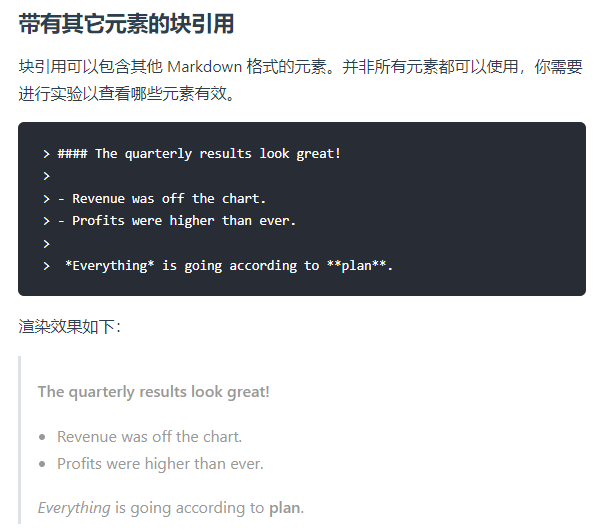 带有其它元素的块引用
块引用可以包含其他 Markdown 格式的元素。并非所有元素都可以使用，你需要
进行实验以查看哪些元素有效。
> #### The quarterly results look great!
>
> - Revenue was off the chart.
> - Profits were higher than ever.
>
>  *Everything* is going according to **plan**.
渲染效果如下：
The quarterly results look great!
• Revenue was off the chart.
• Profits were higher than ever.
Everything is going according to plan.